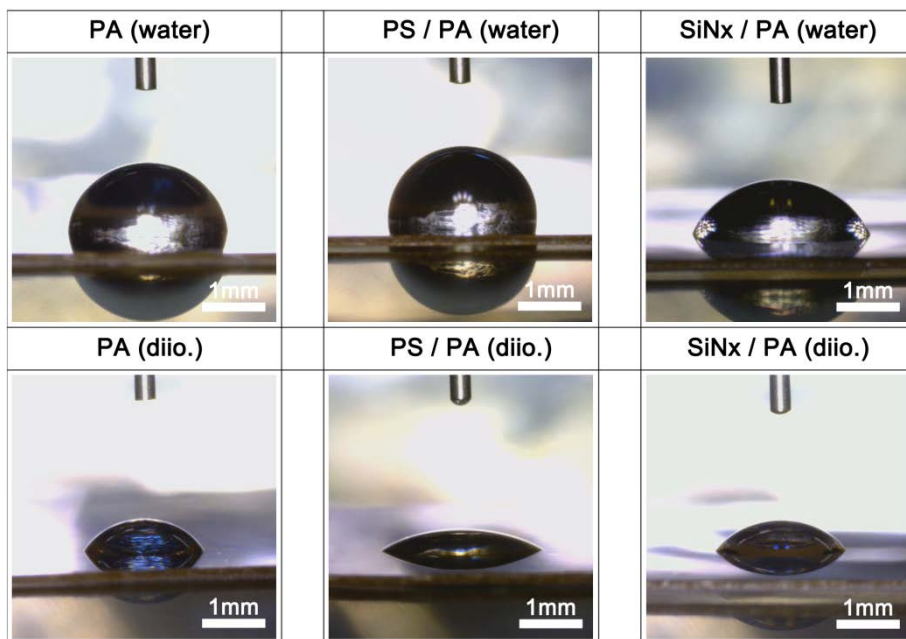 PA (water)
PS / PA (water)
SiNx / PA (water)
1mm
1mm
1mm
PA (diio.)
PS / PA (diio.)
SiNx / PA (diio.)
1mm
1mm
1mm